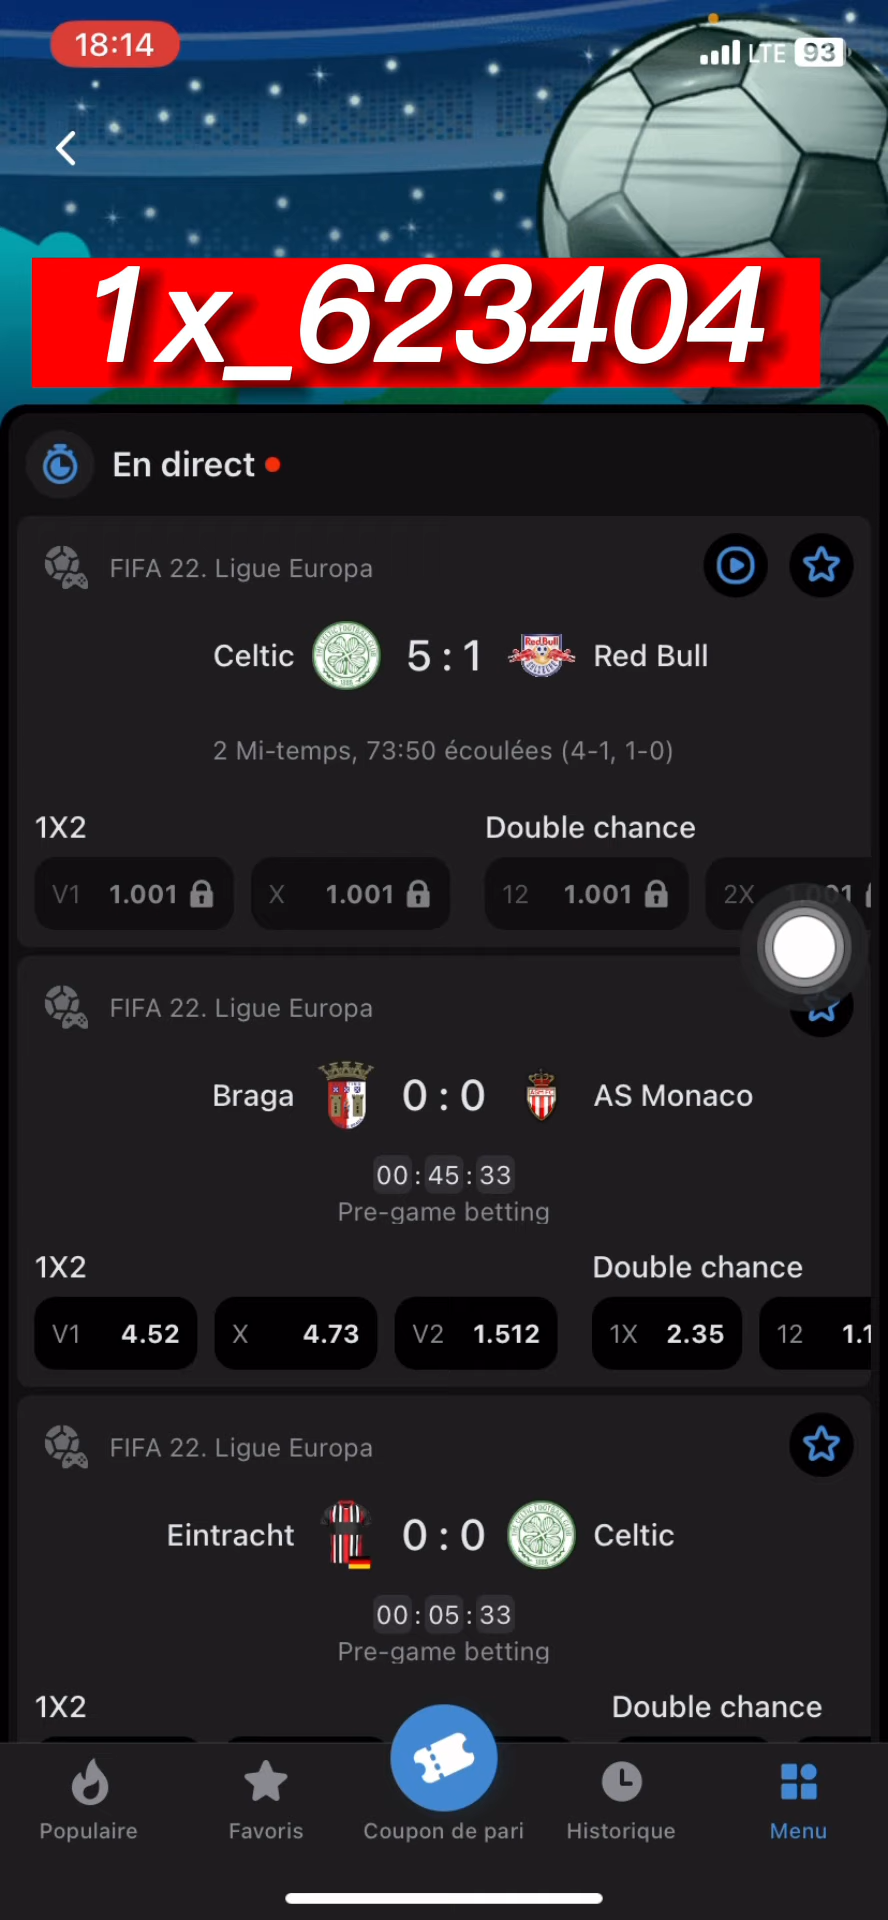 18:14
LTE 93
1x_623404
En direct
FIFA 22. Ligue Europa
Celtic 5 : 1 Red Bull
2 Mi-temps, 73:50 écoulées (4-1, 1-0)
1X2 Double chance
V1 1.001 X 1.001 12 1.001 2X 1.001
FIFA 22. Ligue Europa
Braga 0 : 0 AS Monaco
00 : 45 : 33
Pre-game betting
1X2 Double chance
V1 4.52 X 4.73 V2 1.512 1X 2.35 12 1.1
FIFA 22. Ligue Europa
Eintracht 0 : 0 Celtic
00 : 05 : 33
Pre-game betting
1X2 Double chance
Populaire Favoris Coupon de pari Historique Menu